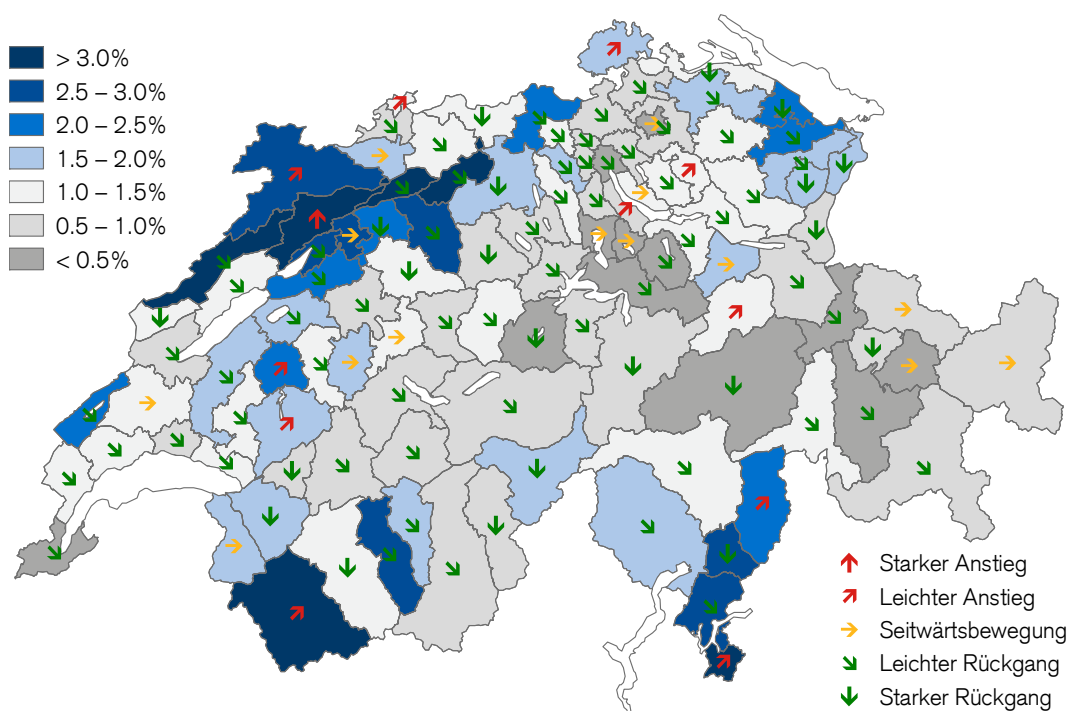 > 3.0%
2.5 – 3.0%
2.0 – 2.5%
1.5 – 2.0%
1.0 – 1.5%
0.5 – 1.0%
< 0.5%
Starker Anstieg
Leichter Anstieg
Seitwärtsbewegung
Leichter Rückgang
Starker Rückgang